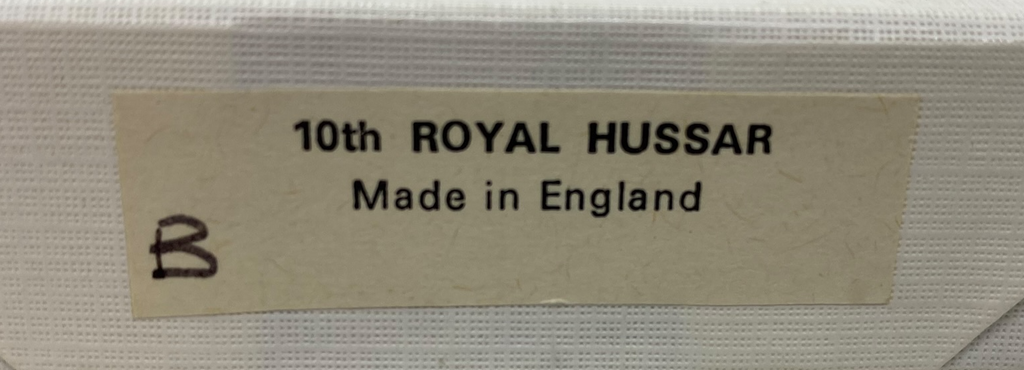 10th ROYAL HUSSAR
Made in England
B